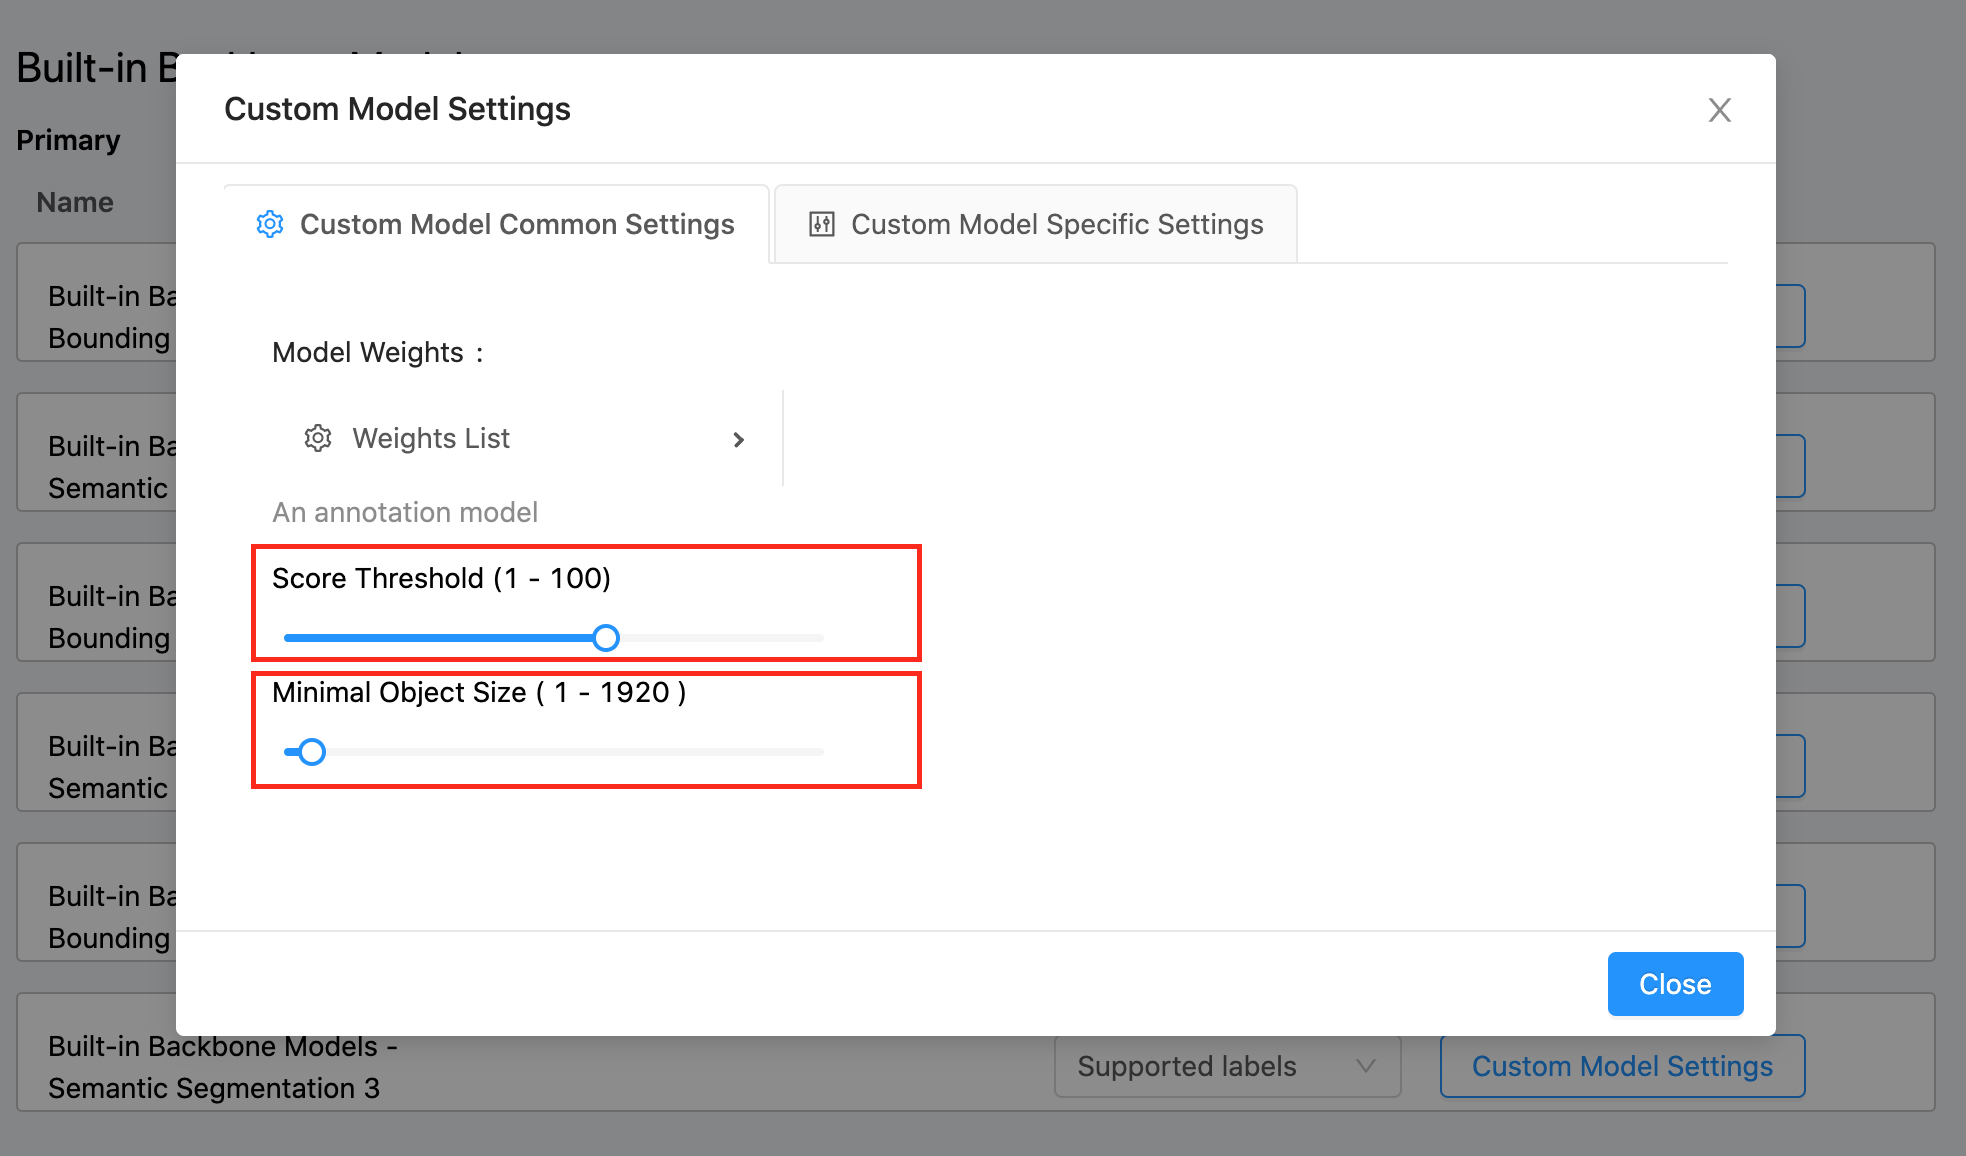 Built-in B
Custom Model Settings
Primary
Name
Custom Model Common Settings
Custom Model Specific Settings
Built-in Ba
Bounding
Model Weights :
Weights List
Built-in Ba
Semantic
An annotation model
Score Threshold (1 - 100)
Built-in Ba
Bounding
Minimal Object Size ( 1 - 1920 )
Built-in Ba
Semantic
Built-in Ba
Bounding
Close
Built-in Backbone Models -
Semantic Segmentation 3
Supported labels
Custom Model Settings